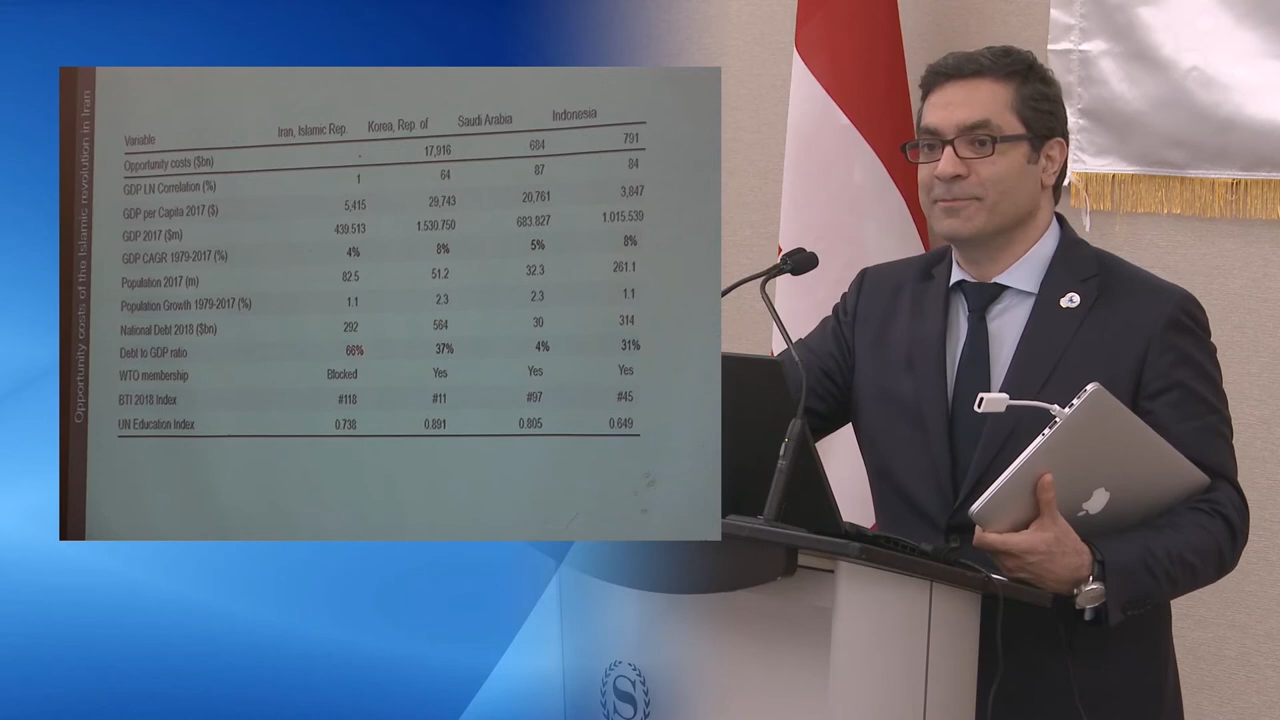 Opportunity costs of the Islamic revolution in Iran
Variable Iran, Islamic Rep. Korea, Rep. of Saudi Arabia Indonesia
Opportunity costs ($bn) - 17,916 684 791
GDP LN Correlation (%) 1 64 87 84
GDP per Capita 2017 ($) 5,415 29,743 20,761 3,847
GDP 2017 ($m) 439.513 1.530.750 683.827 1.015.539
GDP CAGR 1979-2017 (%) 4% 8% 5% 8%
Population 2017 (m) 82.5 51.2 32.3 261.1
Population Growth 1979-2017 (%) 1.1 2.3 2.3 1.1
National Debt 2018 ($bn) 292 564 30 314
Debt to GDP ratio 66% 37% 4% 31%
WTO membership Blocked Yes Yes Yes
BTI 2018 Index #118 #11 #97 #45
UN Education Index 0.738 0.891 0.805 0.649
S